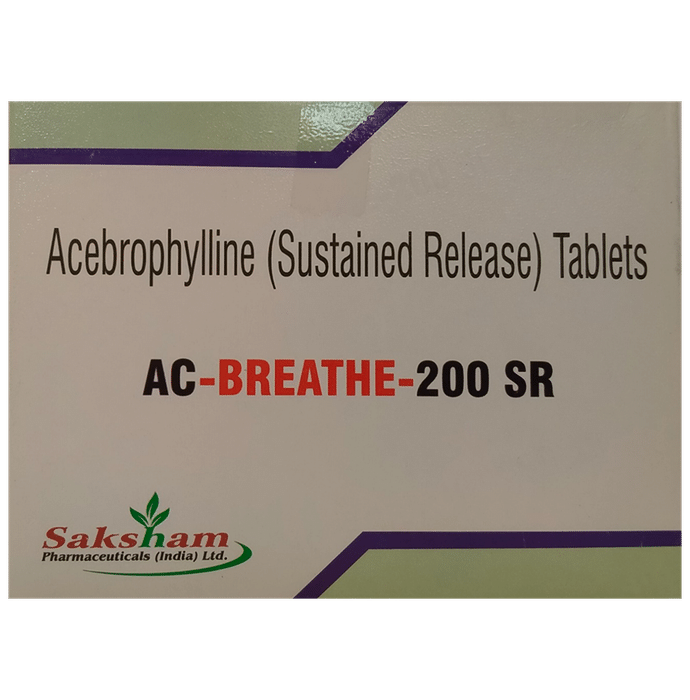 Acebrophylline (Sustained Release) Tablets
AC-BREATHE-200 SR
Saksham
Pharmaceuticals (India) Ltd.